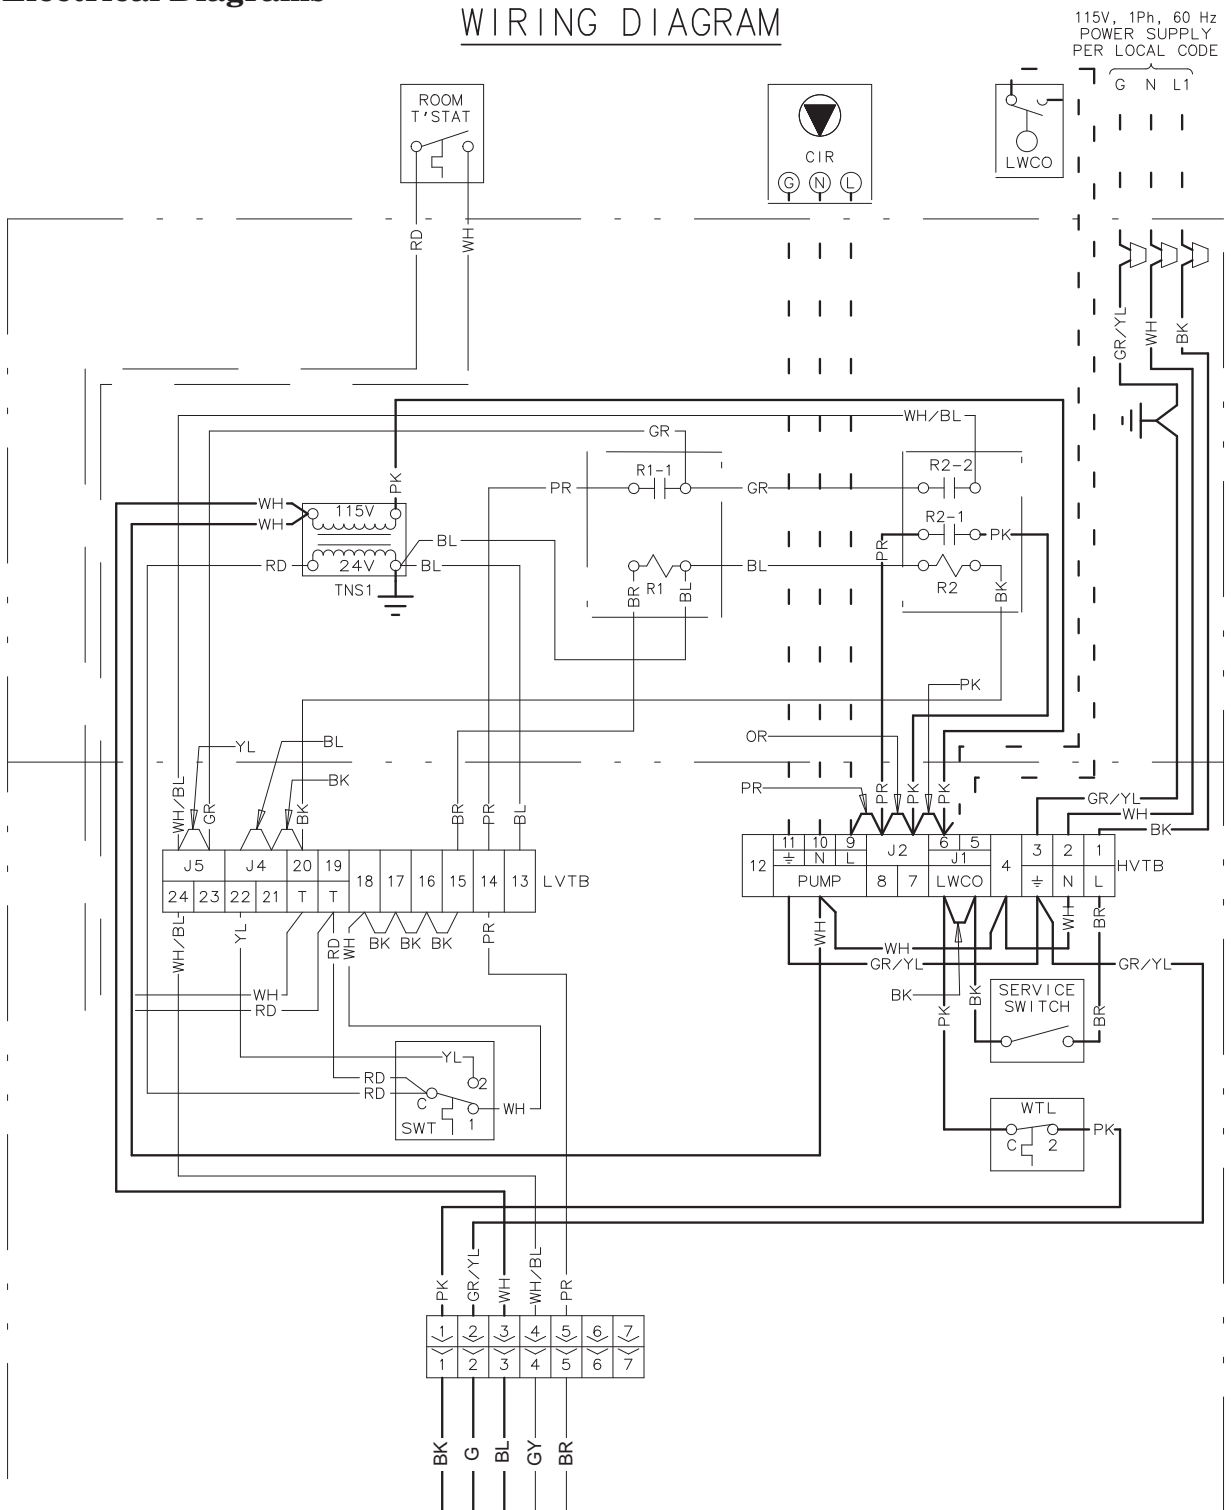 Electrical Diagrams
WIRING DIAGRAM
115V, 1Ph, 60 Hz
POWER SUPPLY
PER LOCAL CODE
G N L1
ROOM
T'STAT
CIR
G N L
LWCO
RD
WH
GR/YL
WH
BK
WH/BL
GR
PK
R1-1
R2-2
PR
GR
WH
WH
115V
R2-1
PR
PK
BL
RD
24V
BL
BL
TNS1
BR
R1
BL
R2
BK
PK
OR
YL
BL
BK
PR
WH/BL
GR
BK
BR
PR
BL
PR
PK
PK
GR/YL
WH
BK
J5 J4 20 19
18 17 16 15 14 13
LVTB
24 23 22 21 T T
12
11 10 9
N L
J2
6 5
J1
4
3 2 1
HVTB
PUMP
8 7
LWCO
N L
WH/BL
YL
RD
WH
BK BK BK
PR
WH
WH
GR/YL
WH
BR
GR/YL
WH
RD
BK
PK
BK
SERVICE
SWITCH
BR
YL
2
RD
RD
C
1
WH
SWT
WTL
C 2
PK
PK
GR/YL
WH
WH/BL
PR
1 2 3 4 5 6 7
1 2 3 4 5 6 7
BK
G
BL
GY
BR